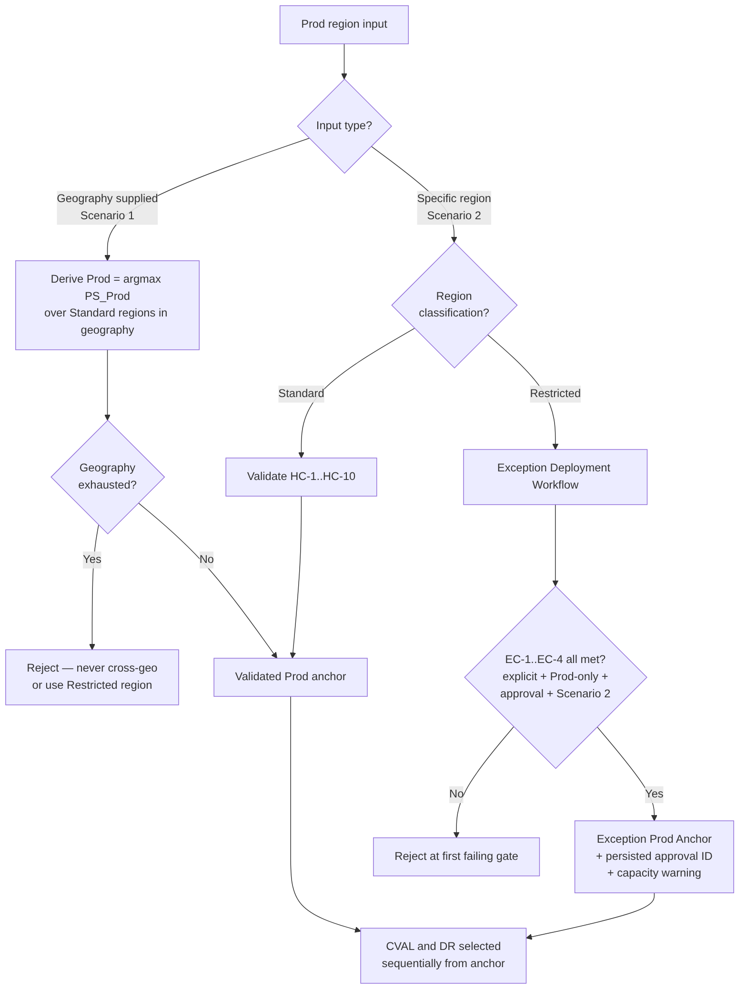 Prod region input
Input type?
Geography supplied
Scenario 1
Specific region
Scenario 2
Derive Prod = argmax
PS_Prod
over Standard regions in
geography
Region
classification?
Standard
Restricted
Geography
exhausted?
Validate HC-1..HC-10
Exception Deployment
Workflow
Yes
No
Reject — never cross-geo
or use Restricted region
Validated Prod anchor
EC-1..EC-4 all met?
explicit + Prod-only +
approval + Scenario 2
No
Yes
Reject at first failing gate
Exception Prod Anchor
+ persisted approval ID
+ capacity warning
CVAL and DR selected
sequentially from anchor